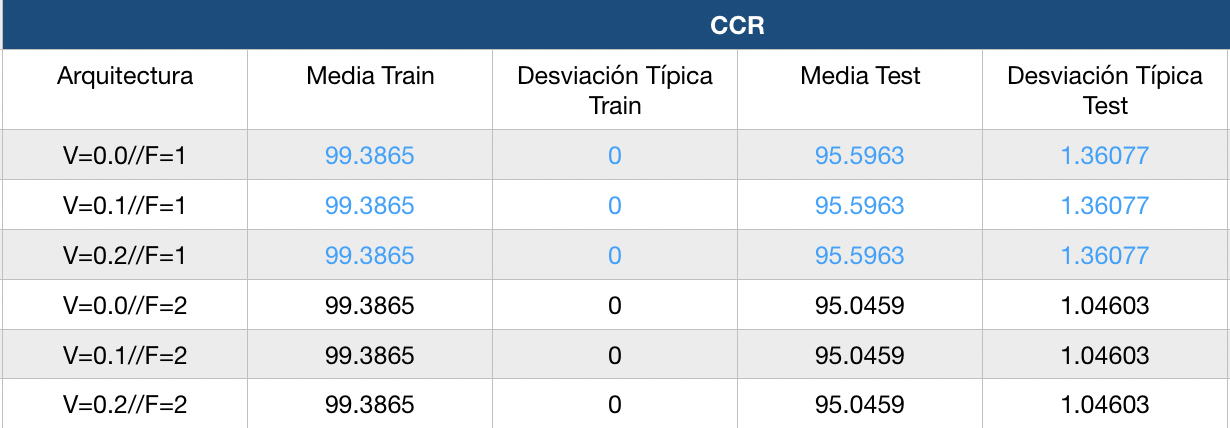 CCR
Arquitectura Media Train Desviación Típica Train Media Test Desviación Típica Test
V=0.0//F=1 99.3865 0 95.5963 1.36077
V=0.1//F=1 99.3865 0 95.5963 1.36077
V=0.2//F=1 99.3865 0 95.5963 1.36077
V=0.0//F=2 99.3865 0 95.0459 1.04603
V=0.1//F=2 99.3865 0 95.0459 1.04603
V=0.2//F=2 99.3865 0 95.0459 1.04603